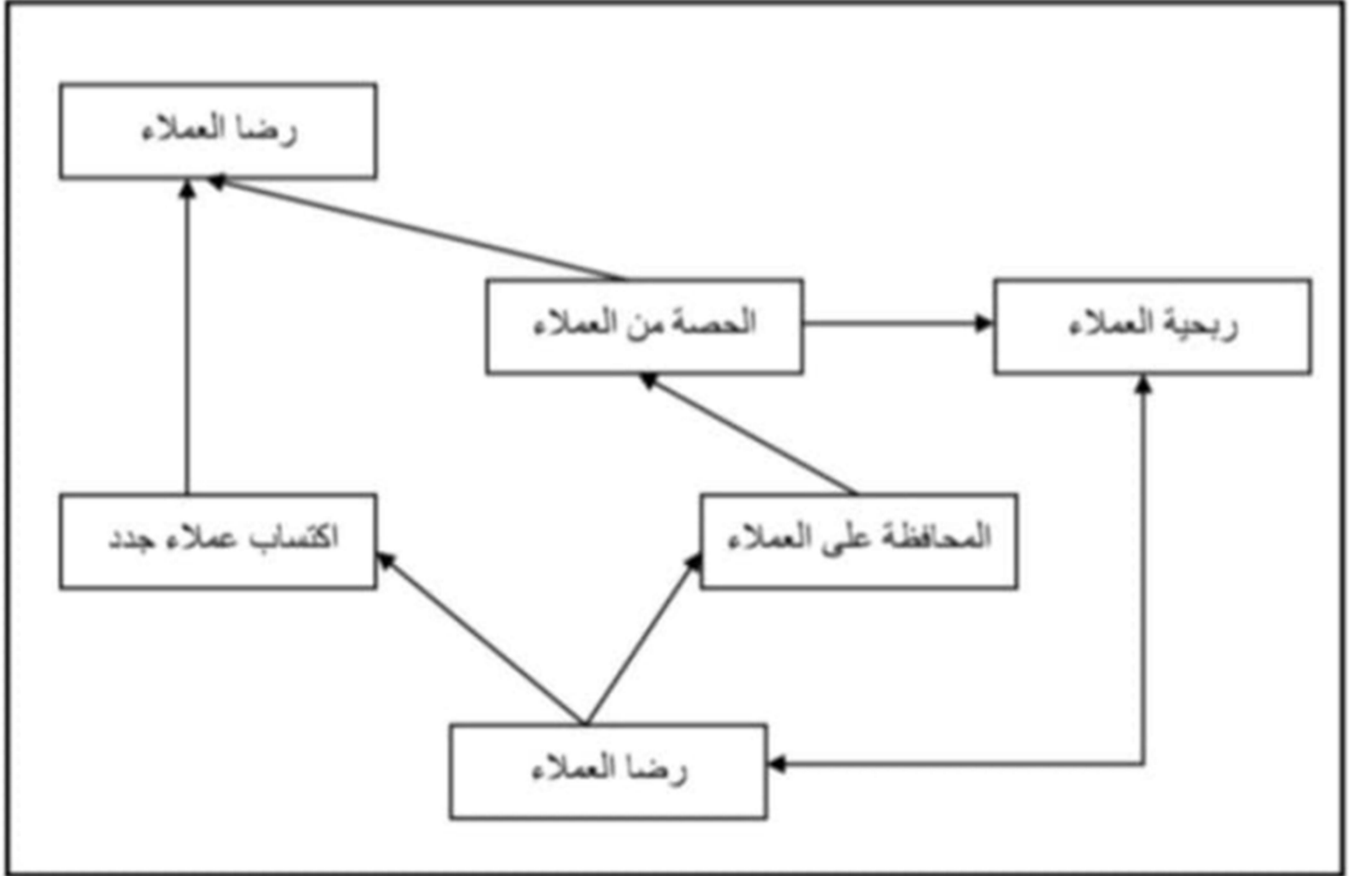 رضا العملاء
الحصة من العملاء
ربحية العملاء
اكتساب عملاء جدد
المحافظة على العملاء
رضا العملاء